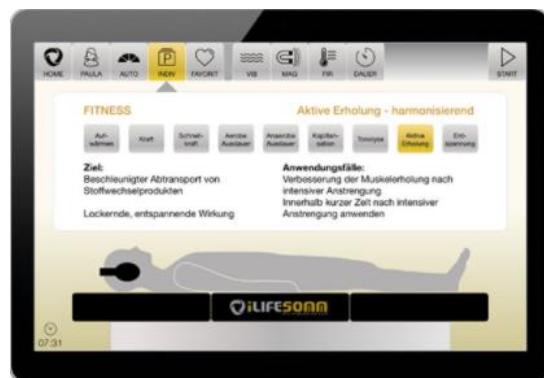 HOME PAULA AUTO INDIV FAVORIT VIB MAG FIR DAUER START
FITNESS
Aktive Erholung - harmonisierend
Auf-
wärmen
Kraft
Schnell-
kraft
Aerobe
Ausdauer
Anaerobe
Ausdauer
Kapillari-
sation
Tonolyse
Aktive
Erholung
Ent-
spannung
Ziel:
Beschleunigter Abtransport von
Stoffwechselprodukten
Lockernde, entspannende Wirkung
Anwendungsfälle:
Verbesserung der Muskelerholung nach
intensiver Anstrengung
Innerhalb kurzer Zeit nach intensiver
Anstrengung anwenden
iLIFESOMM
07:31